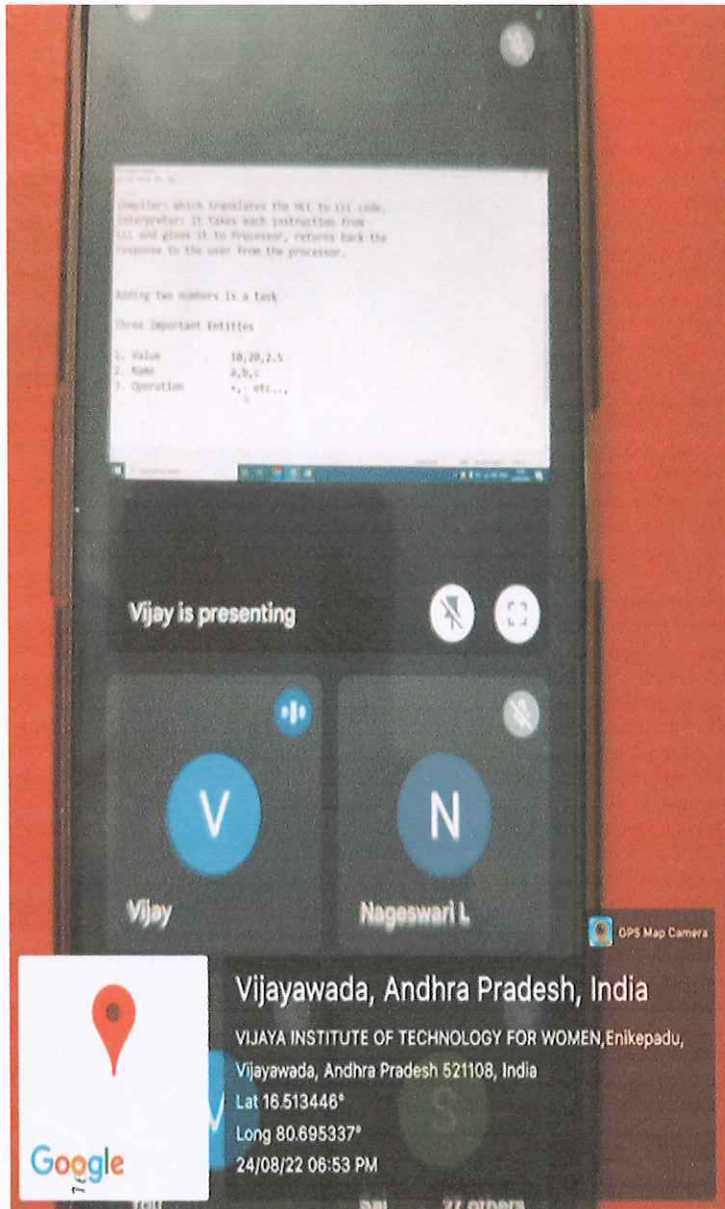 Compiler: which translates the HLL to LLL code,
Interpreter: It takes each instruction from
LLL and gives it to Processor, returns back the
response to the user from the processor.
Adding two numbers is a task
Three Important Entities
1. Value 10,20,2.5
2. Name a,b,c
3. Operation +,- etc..,
Vijay is presenting
V
N
Vijay
Nageswari L
GPS Map Camera
Vijayawada, Andhra Pradesh, India
VIJAYA INSTITUTE OF TECHNOLOGY FOR WOMEN,Enikepadu,
Vijayawada, Andhra Pradesh 521108, India
Lat 16.513446°
Long 80.695337°
24/08/22 06:53 PM
V
S
Google
You
Sai
27 others